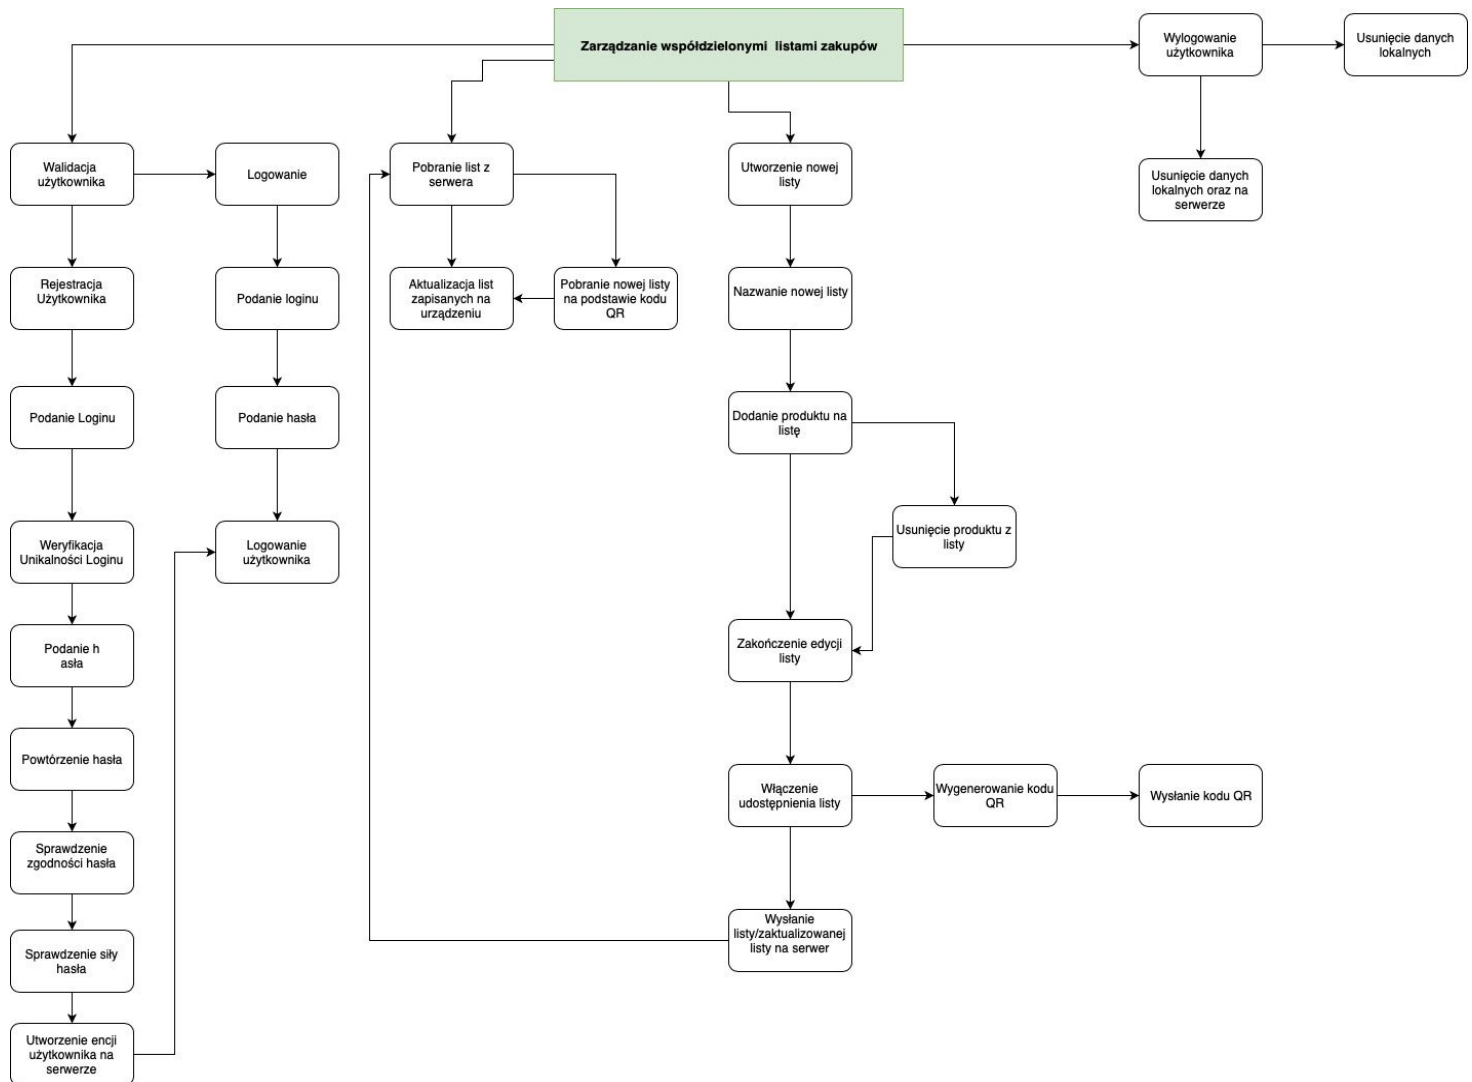 Zarządzanie współdzielonymi  listami zakupów
Wylogowanie
użytkownika
Usunięcie danych
lokalnych
Walidacja
użytkownika
Logowanie
Pobranie list z
serwera
Utworzenie nowej
listy
Usunięcie danych
lokalnych oraz na
serwerze
Rejestracja
Użytkownika
Podanie loginu
Aktualizacja list
zapisanych na
urządzeniu
Pobranie nowej listy
na podstawie kodu
QR
Nazwanie nowej listy
Podanie Loginu
Podanie hasła
Dodanie produktu na
listę
Weryfikacja
Unikalności Loginu
Logowanie
użytkownika
Usunięcie produktu z
listy
Podanie h
asła
Zakończenie edycji
listy
Powtórzenie hasła
Włączenie
udostępnienia listy
Wygenerowanie kodu
QR
Wysłanie kodu QR
Sprawdzenie
zgodności hasła
Wysłanie
listy/zaktualizowanej
listy na serwer
Sprawdzenie siły
hasła
Utworzenie encji
użytkownika na
serwerze